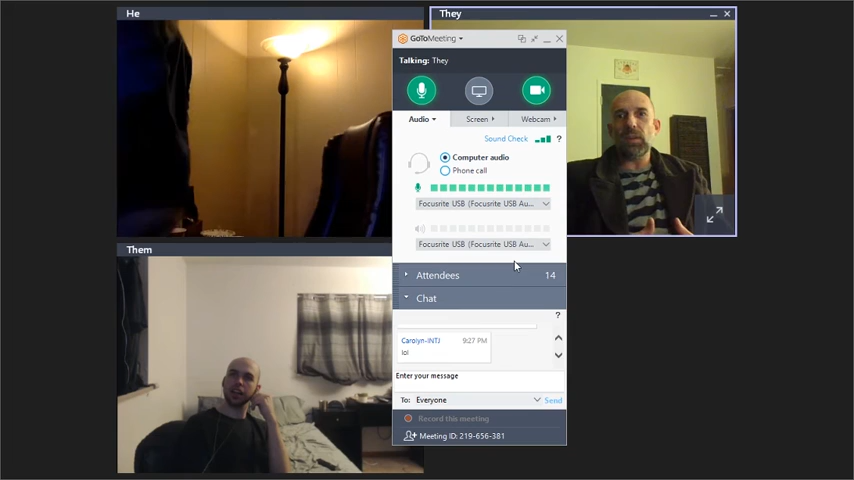 He
They
GoToMeeting
Talking: They
Audio
Screen
Webcam
Sound Check
?
Computer audio
Phone call
Focusrite USB (Focusrite USB Au...
Focusrite USB (Focusrite USB Au...
Them
Attendees 14
Chat
?
Carolyn-INTJ 9:27 PM
lol
Enter your message
To: Everyone Send
Record this meeting
Meeting ID: 219-656-381